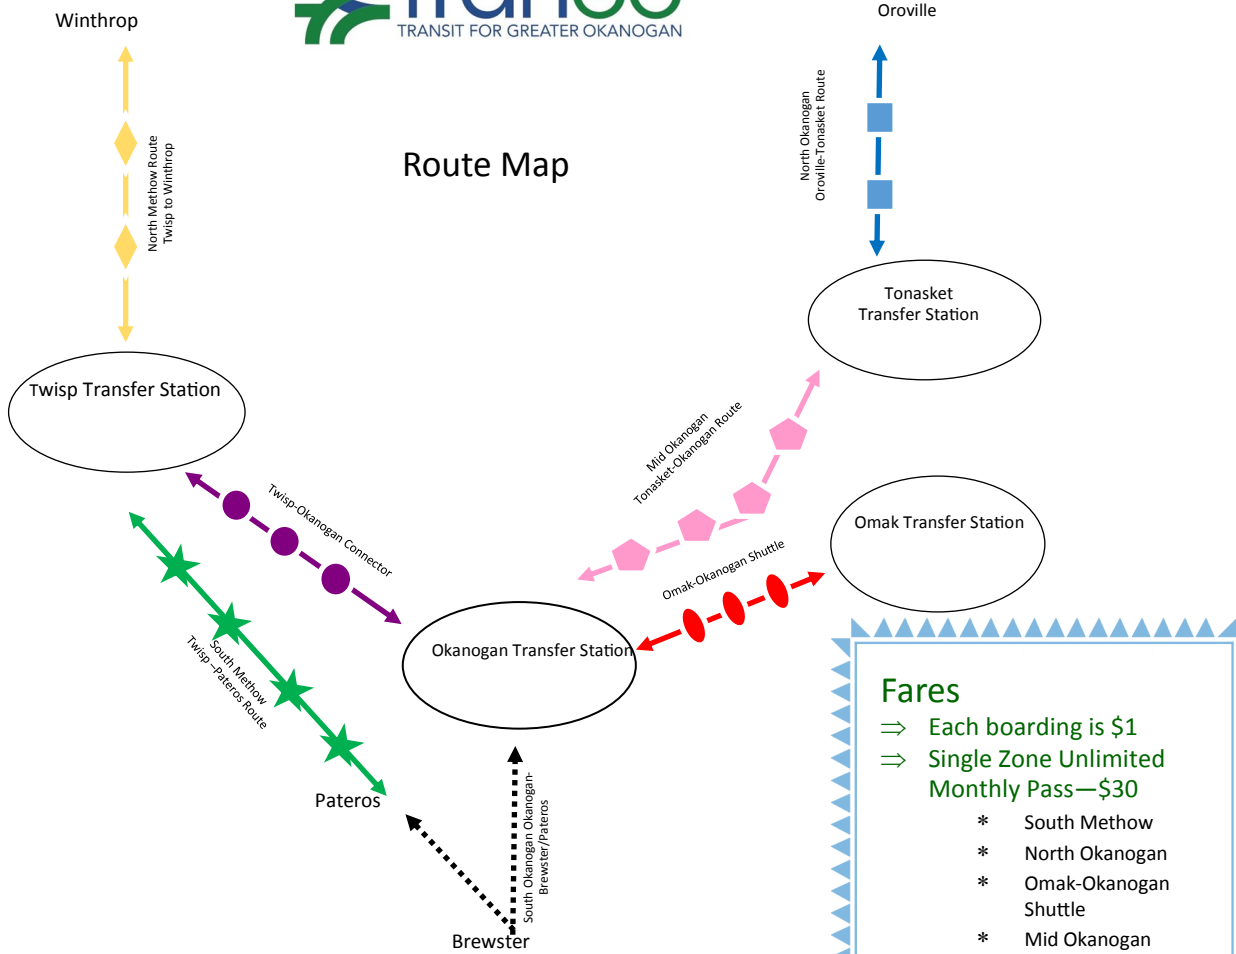 Winthrop
TRANSIT FOR GREATER OKANOGAN
Oroville
North Methow Route
Twisp to Winthrop
Route Map
North Okanogan
Oroville-Tonasket Route
Tonasket
Transfer Station
Twisp Transfer Station
Mid Okanogan
Tonasket-Okanogan Route
Twisp-Okanogan Connector
Omak Transfer Station
Omak-Okanogan Shuttle
South Methow
Twisp –Pateros Route
Okanogan Transfer Station
Pateros
South Okanogan Okanogan-
Brewster/Pateros
Brewster
Fares
⇒ Each boarding is $1
⇒ Single Zone Unlimited
Monthly Pass—$30
* South Methow
* North Okanogan
* Omak-Okanogan
Shuttle
* Mid Okanogan